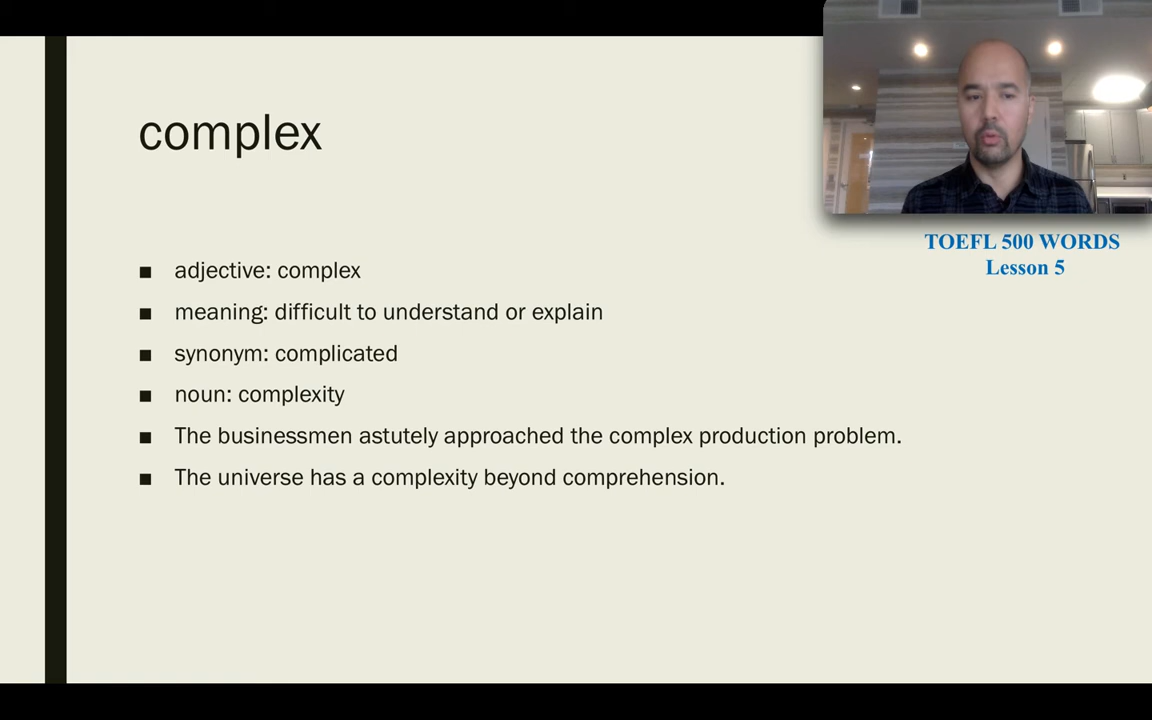 complex
TOEFL 500 WORDS
Lesson 5
adjective: complex
meaning: difficult to understand or explain
synonym: complicated
noun: complexity
The businessmen astutely approached the complex production problem.
The universe has a complexity beyond comprehension.